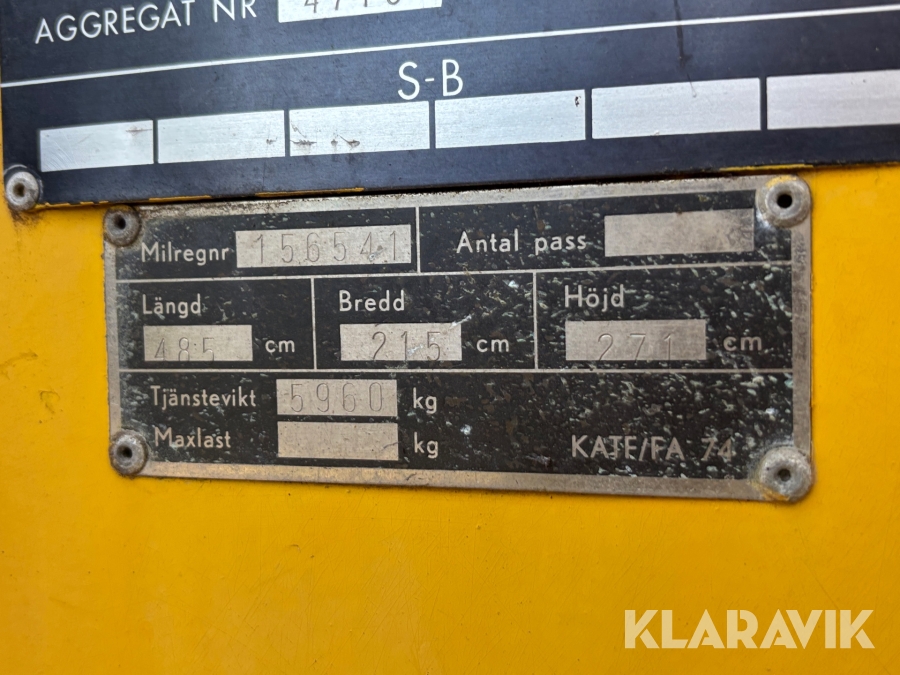 AGGREGAT NR
S-B
Milregnr 156541 Antal pass
Längd Bredd Höjd
485 cm 215 cm 271 cm
Tjänstevikt 5960 kg
Maxlast kg KATF/FA 74
KLARAVIK